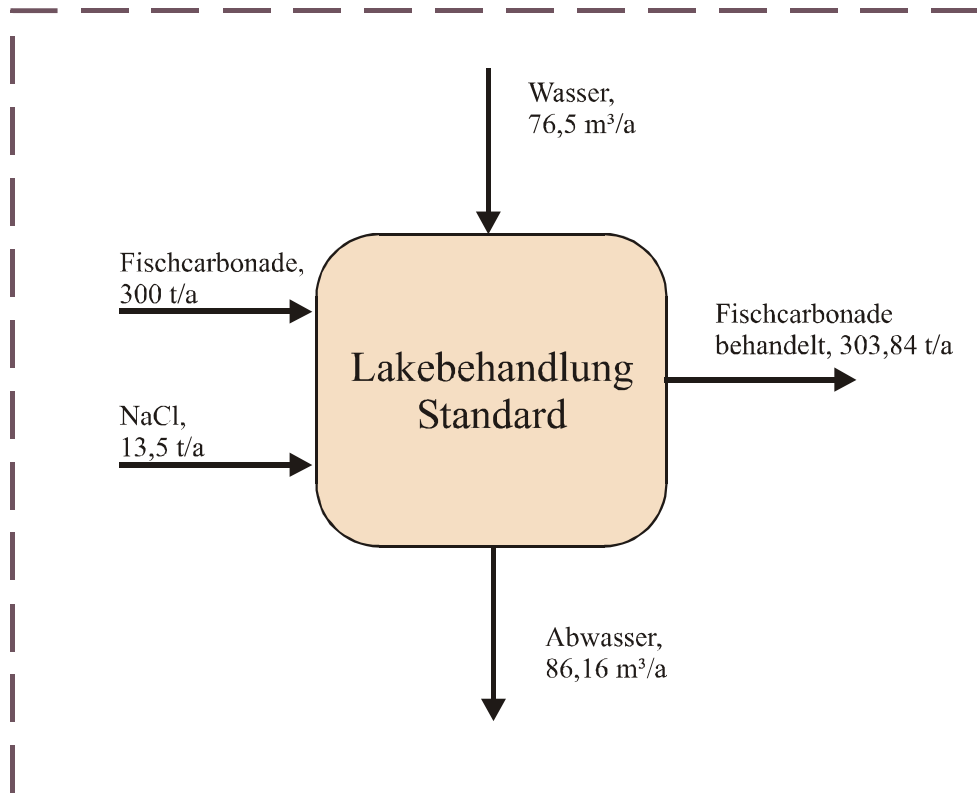 Wasser,
76,5 m³/a
Fischcarbonade,
300 t/a
Fischcarbonade
behandelt, 303,84 t/a
Lakebehandlung
Standard
NaCl,
13,5 t/a
Abwasser,
86,16 m³/a